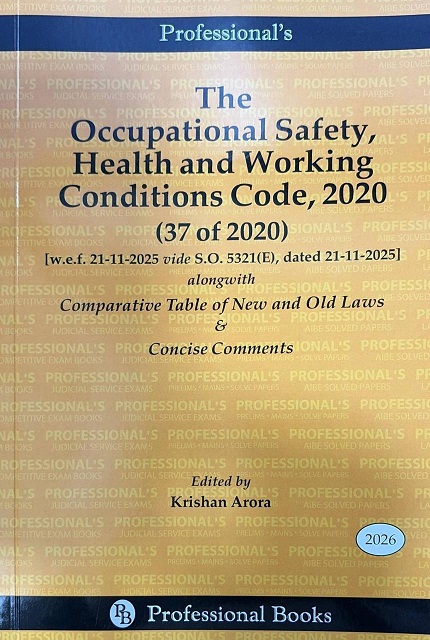 Professional's
The
Occupational Safety,
Health and Working
Conditions Code, 2020
(37 of 2020)
[w.e.f. 21-11-2025 vide S.O. 5321(E), dated 21-11-2025]
alongwith
Comparative Table of New and Old Laws
&
Concise Comments
Edited by
Krishan Arora
2026
PB Professional Books